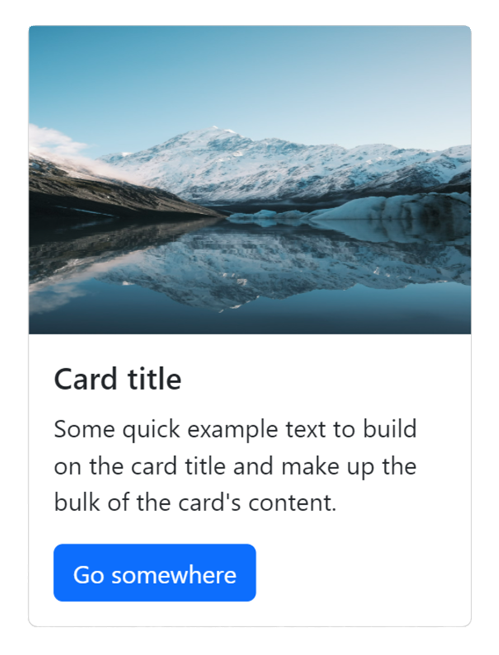 Card title
Some quick example text to build
on the card title and make up the
bulk of the card's content.
Go somewhere